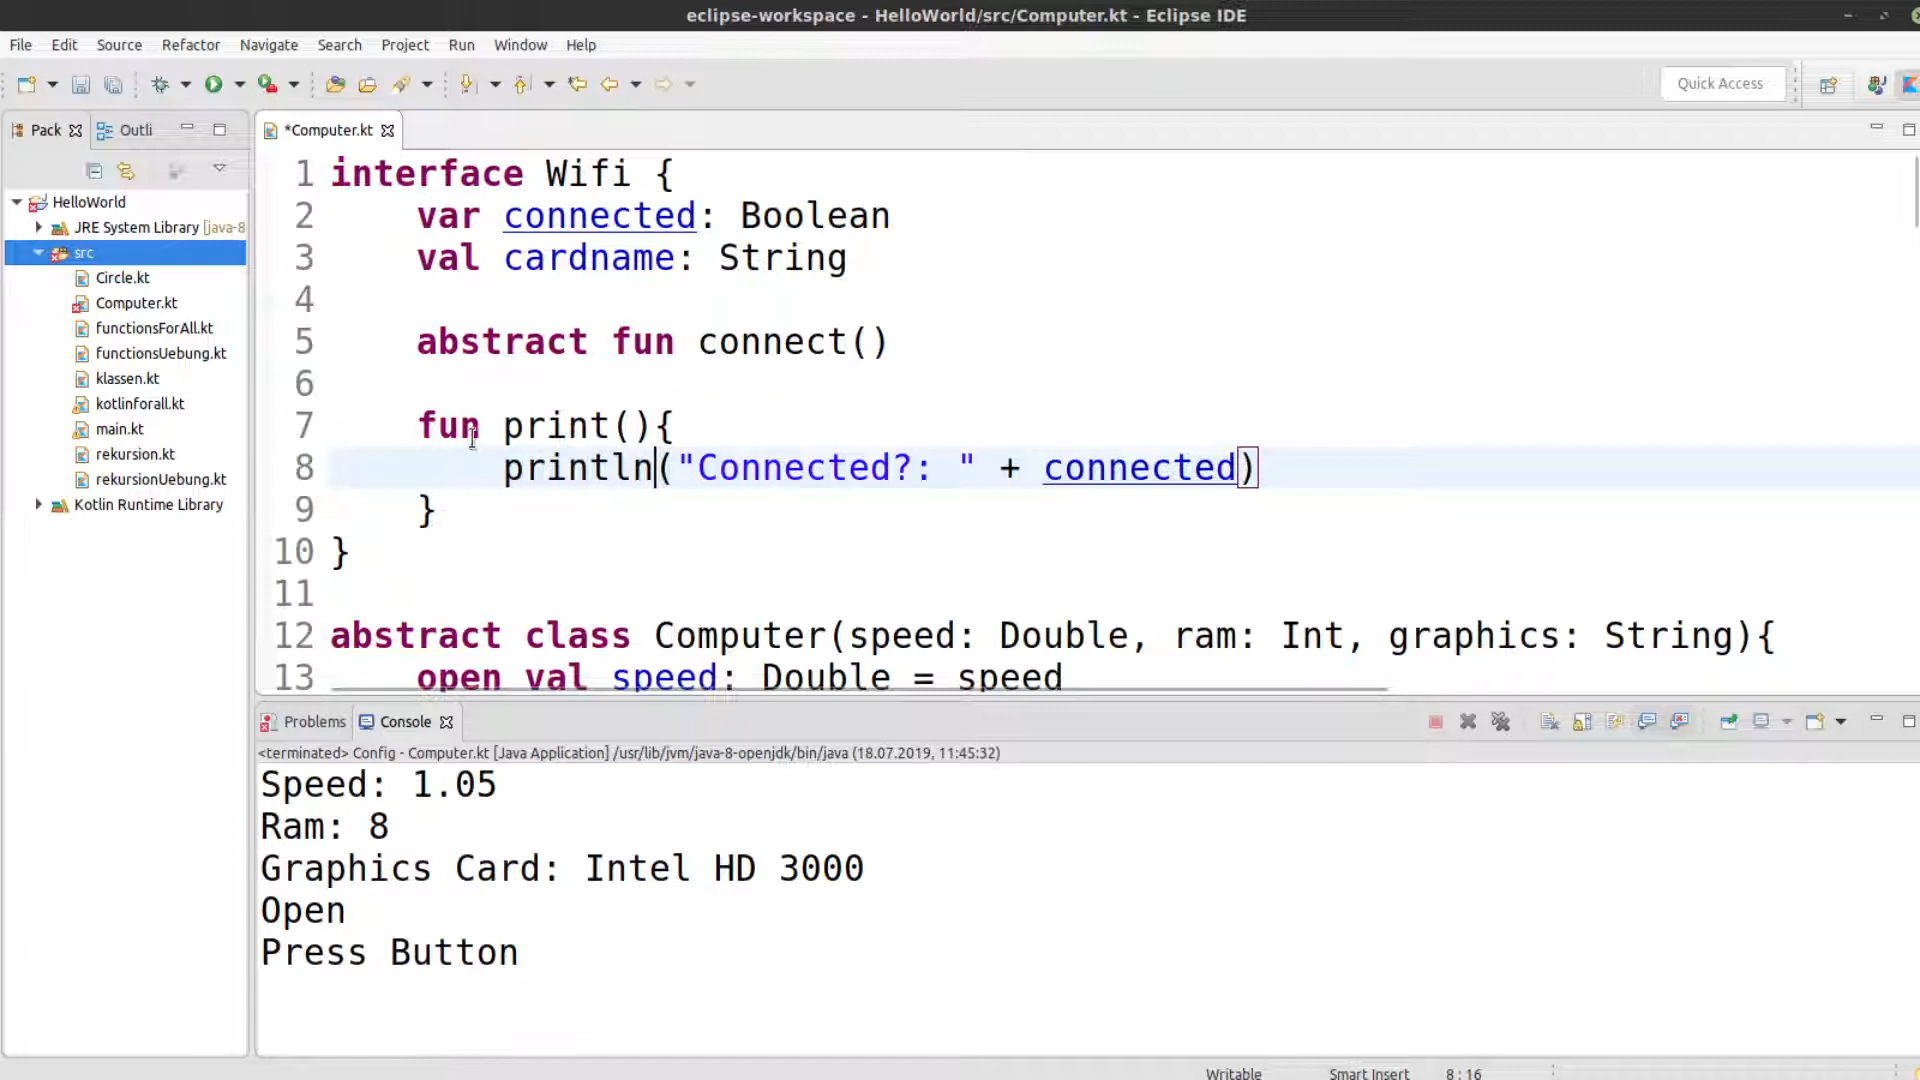 eclipse-workspace - HelloWorld/src/Computer.kt - Eclipse IDE
File Edit Source Refactor Navigate Search Project Run Window Help
Quick Access
Pack Outli
*Computer.kt
HelloWorld
JRE System Library [java-8
src
Circle.kt
Computer.kt
functionsForAll.kt
functionsUebung.kt
klassen.kt
kotlinforall.kt
main.kt
rekursion.kt
rekursionUebung.kt
Kotlin Runtime Library
1 interface Wifi {
2 var connected: Boolean
3 val cardname: String
4
5 abstract fun connect()
6
7 fun print(){
8 println("Connected?: " + connected)
9 }
10 }
11
12 abstract class Computer(speed: Double, ram: Int, graphics: String){
13 open val speed: Double = speed
Problems Console
<terminated> Config - Computer.kt [Java Application] /usr/lib/jvm/java-8-openjdk/bin/java (18.07.2019, 11:45:32)
Speed: 1.05
Ram: 8
Graphics Card: Intel HD 3000
Open
Press Button
Writable Smart Insert 8:16